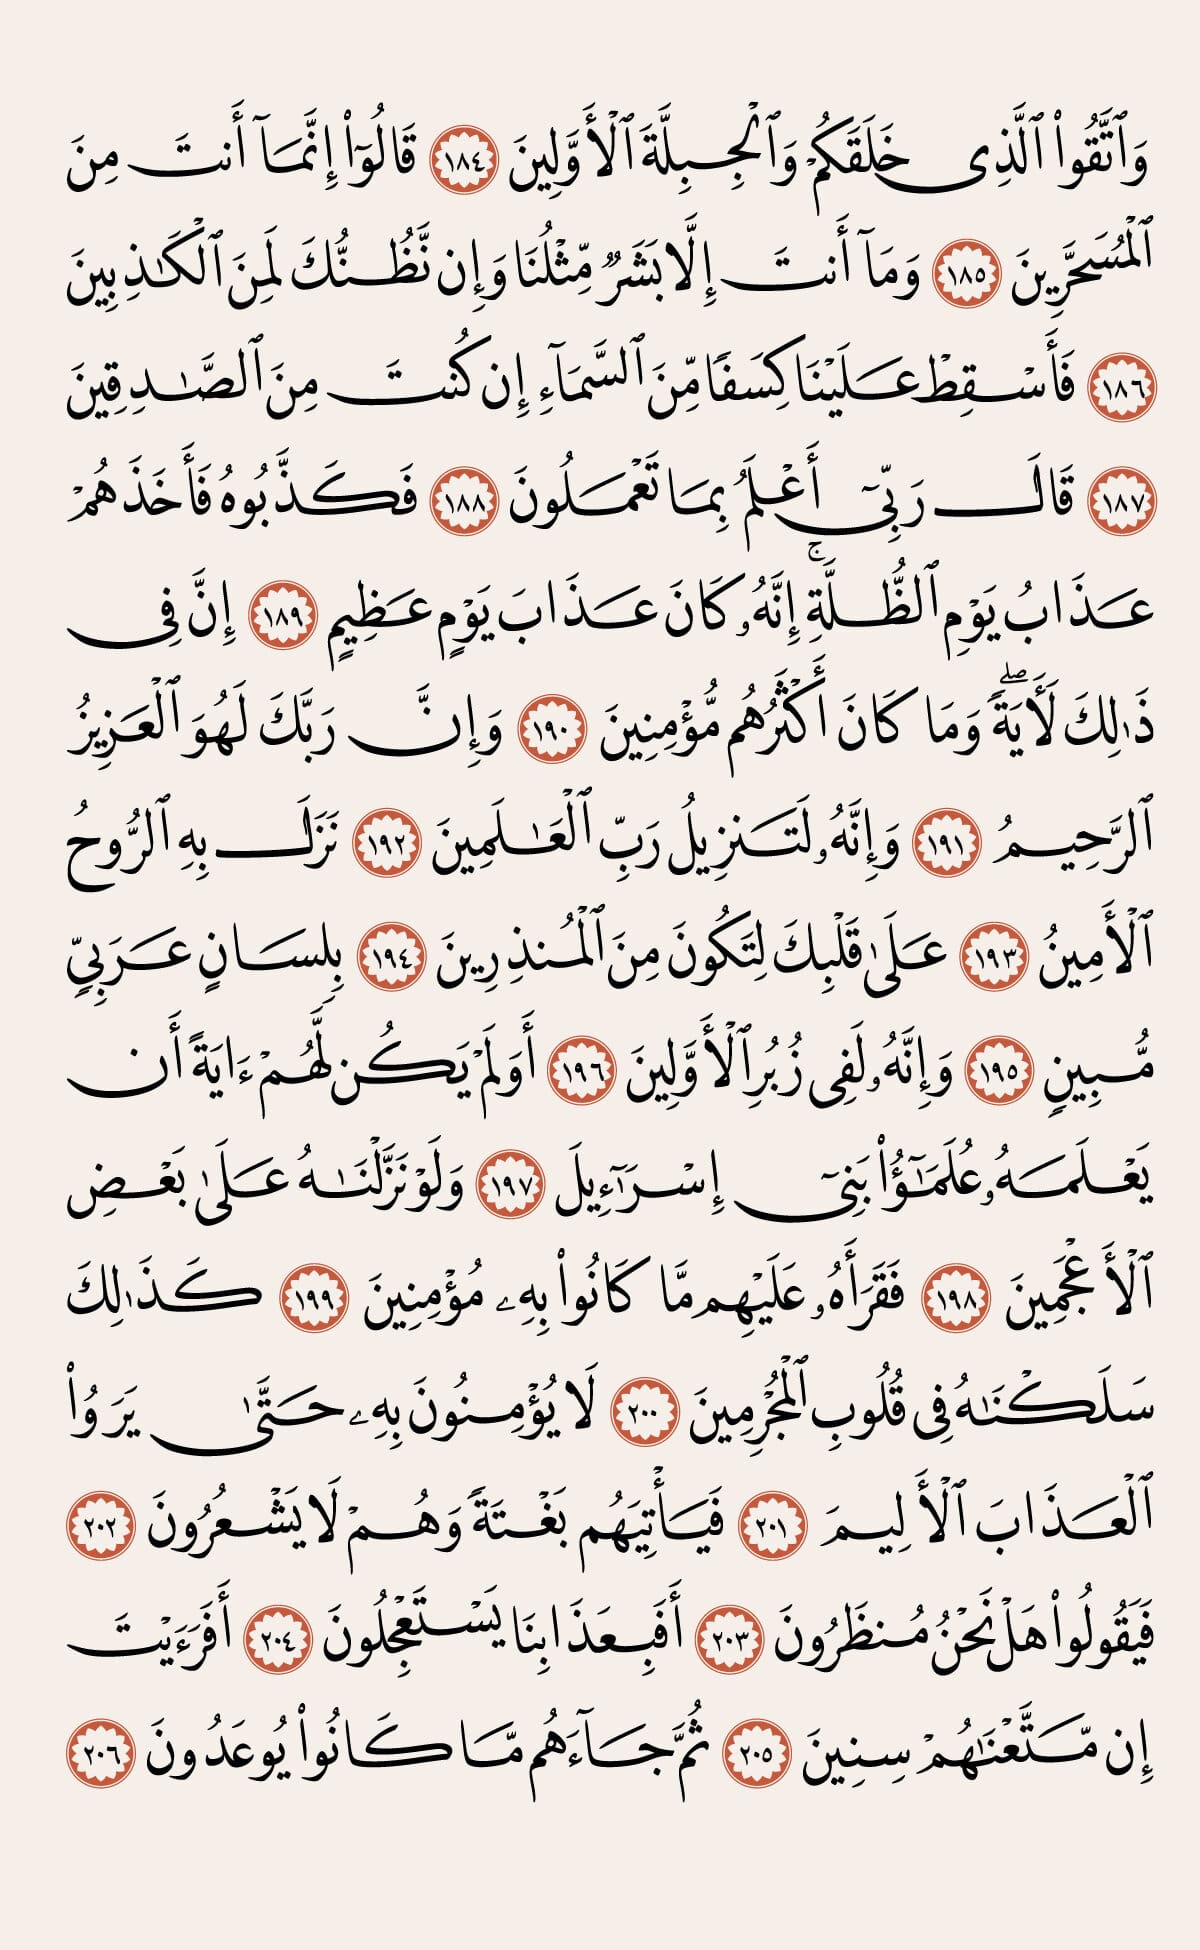 وَٱتَّقُوا۟ ٱلَّذِى خَلَقَكُمْ وَٱلْجِبِلَّةَ ٱلْأَوَّلِينَ ١٨٤ قَالُوٓا۟ إِنَّمَآ أَنتَ مِنَ
ٱلْمُسَحَّرِينَ ١٨٥ وَمَآ أَنتَ إِلَّا بَشَرٌ مِّثْلُنَا وَإِن نَّظُنُّكَ لَمِنَ ٱلْكَـٰذِبِينَ
١٨٦ فَأَسْقِطْ عَلَيْنَا كِسَفًا مِّنَ ٱلسَّمَآءِ إِن كُنتَ مِنَ ٱلصَّـٰدِقِينَ
١٨٧ قَالَ رَبِّىٓ أَعْلَمُ بِمَا تَعْمَلُونَ ١٨٨ فَكَذَّبُوهُ فَأَخَذَهُمْ
عَذَابُ يَوْمِ ٱلظُّلَّةِ ۚ إِنَّهُۥ كَانَ عَذَابَ يَوْمٍ عَظِيمٍ ١٨٩ إِنَّ فِى
ذَٰلِكَ لَـَٔايَةً ۖ وَمَا كَانَ أَكْثَرُهُم مُّؤْمِنِينَ ١٩٠ وَإِنَّ رَبَّكَ لَهُوَ ٱلْعَزِيزُ
ٱلرَّحِيمُ ١٩١ وَإِنَّهُۥ لَتَنزِيلُ رَبِّ ٱلْعَـٰلَمِينَ ١٩٢ نَزَلَ بِهِ ٱلرُّوحُ
ٱلْأَمِينُ ١٩٣ عَلَىٰ قَلْبِكَ لِتَكُونَ مِنَ ٱلْمُنذِرِينَ ١٩٤ بِلِسَانٍ عَرَبِىٍّ
مُّبِينٍ ١٩٥ وَإِنَّهُۥ لَفِى زُبُرِ ٱلْأَوَّلِينَ ١٩٦ أَوَلَمْ يَكُن لَّهُمْ ءَايَةً أَن
يَعْلَمَهُۥ عُلَمَـٰٓؤُا۟ بَنِىٓ إِسْرَـٰٓءِيلَ ١٩٧ وَلَوْ نَزَّلْنَـٰهُ عَلَىٰ بَعْضِ
ٱلْأَعْجَمِينَ ١٩٨ فَقَرَأَهُۥ عَلَيْهِم مَّا كَانُوا۟ بِهِۦ مُؤْمِنِينَ ١٩٩ كَذَٰلِكَ
سَلَكْنَـٰهُ فِى قُلُوبِ ٱلْمُجْرِمِينَ ٢٠٠ لَا يُؤْمِنُونَ بِهِۦ حَتَّىٰ يَرَوُا۟
ٱلْعَذَابَ ٱلْأَلِيمَ ٢٠١ فَيَأْتِيَهُم بَغْتَةً وَهُمْ لَا يَشْعُرُونَ ٢٠٢
فَيَقُولُوا۟ هَلْ نَحْنُ مُنظَرُونَ ٢٠٣ أَفَبِعَذَابِنَا يَسْتَعْجِلُونَ ٢٠٤ أَفَرَءَيْتَ
إِن مَّتَّعْنَـٰهُمْ سِنِينَ ٢٠٥ ثُمَّ جَآءَهُم مَّا كَانُوا۟ يُوعَدُونَ ٢٠٦